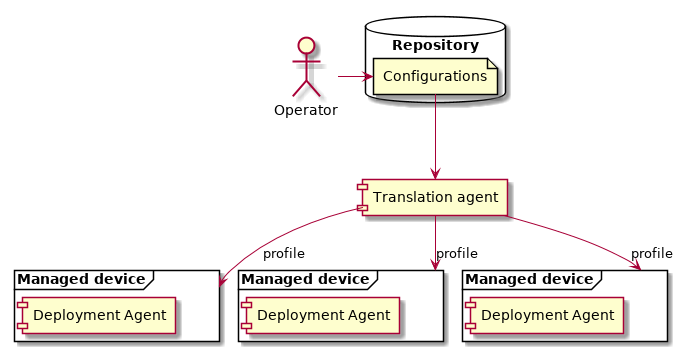 Repository
Configurations
Operator
Translation agent
profile
profile
profile
Managed device
Managed device
Managed device
Deployment Agent
Deployment Agent
Deployment Agent